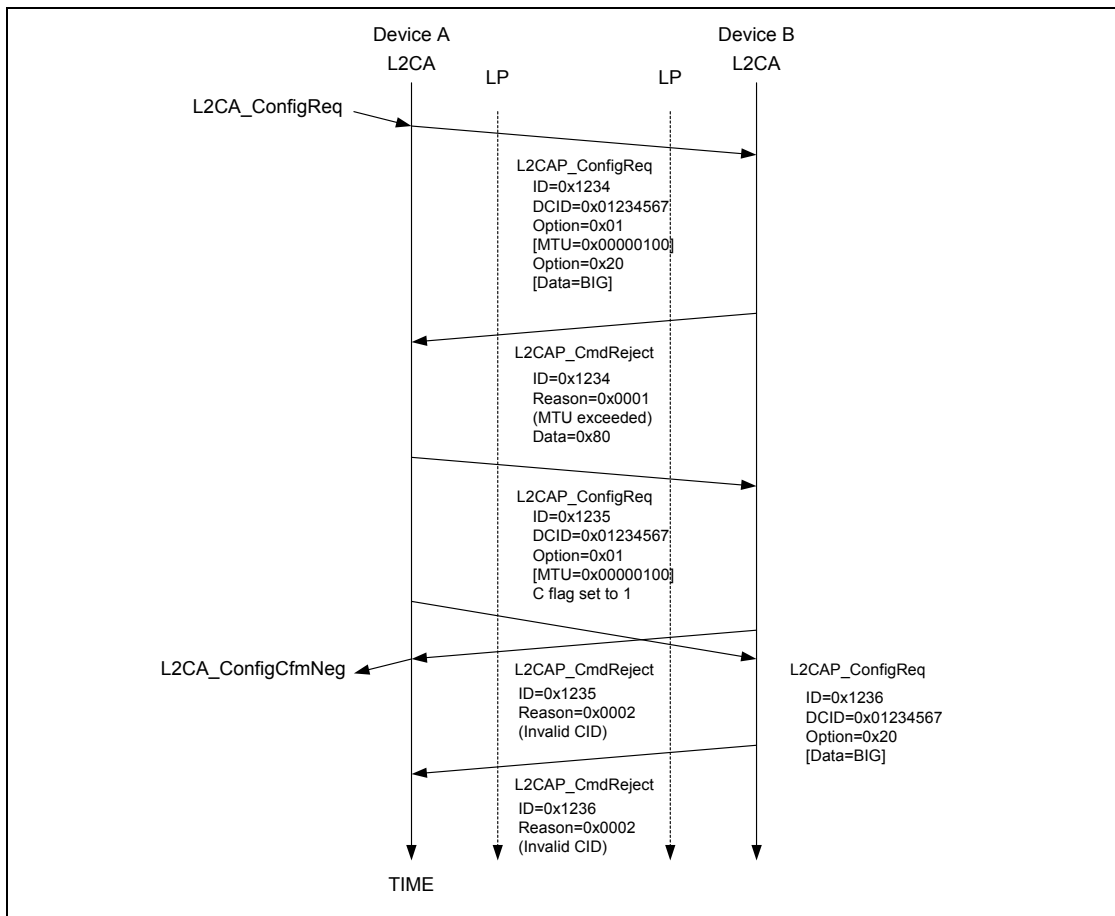 Device A
L2CA
LP
LP
Device B
L2CA
L2CA_ConfigReq
L2CAP_ConfigReq
ID=0x1234
DCID=0x01234567
Option=0x01
[MTU=0x00000100]
Option=0x20
[Data=BIG]
L2CAP_CmdReject
ID=0x1234
Reason=0x0001
(MTU exceeded)
Data=0x80
L2CAP_ConfigReq
ID=0x1235
DCID=0x01234567
Option=0x01
[MTU=0x00000100]
C flag set to 1
L2CA_ConfigCfmNeg
L2CAP_CmdReject
ID=0x1235
Reason=0x0002
(Invalid CID)
L2CAP_ConfigReq
ID=0x1236
DCID=0x01234567
Option=0x20
[Data=BIG]
L2CAP_CmdReject
ID=0x1236
Reason=0x0002
(Invalid CID)
TIME